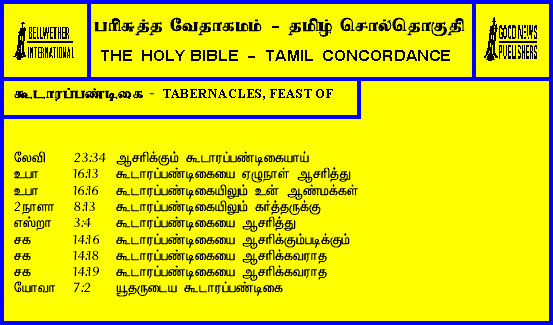 BELLWETHER
INTERNATIONAL
பரிசுத்த வேதாகமம் - தமிழ் சொல்தொகுதி
THE HOLY BIBLE - TAMIL CONCORDANCE
GOOD NEWS
PUBLISHERS
கூடாரப்பண்டிகை - TABERNACLES, FEAST OF
லேவி 23:34 ஆசரிக்கும் கூடாரப்பண்டிகையாய்
உபா 16:13 கூடாரப்பண்டிகையை ஏழுநாள் ஆசரித்து
உபா 16:16 கூடாரப்பண்டிகையிலும் உன் ஆண்மக்கள்
2நாளா 8:13 கூடாரப்பண்டிகையிலும் கர்த்தருக்கு
எஸ்றா 3:4 கூடாரப்பண்டிகையை ஆசரித்து
சக 14:16 கூடாரப்பண்டிகையை ஆசரிக்கும்படிக்கும்
சக 14:18 கூடாரப்பண்டிகையை ஆசரிக்கவராத
சக 14:19 கூடாரப்பண்டிகையை ஆசரிக்கவராத
யோவா 7:2 யூதருடைய கூடாரப்பண்டிகை